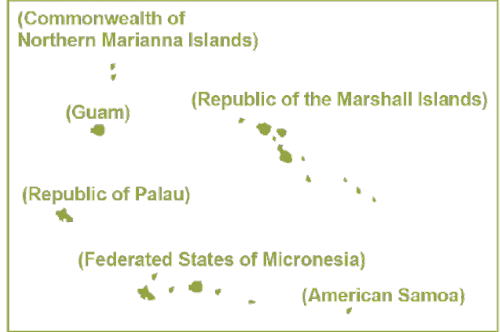 (Commonwealth of
Northern Marianna Islands)
(Guam)
(Republic of the Marshall Islands)
(Republic of Palau)
(Federated States of Micronesia)
(American Samoa)